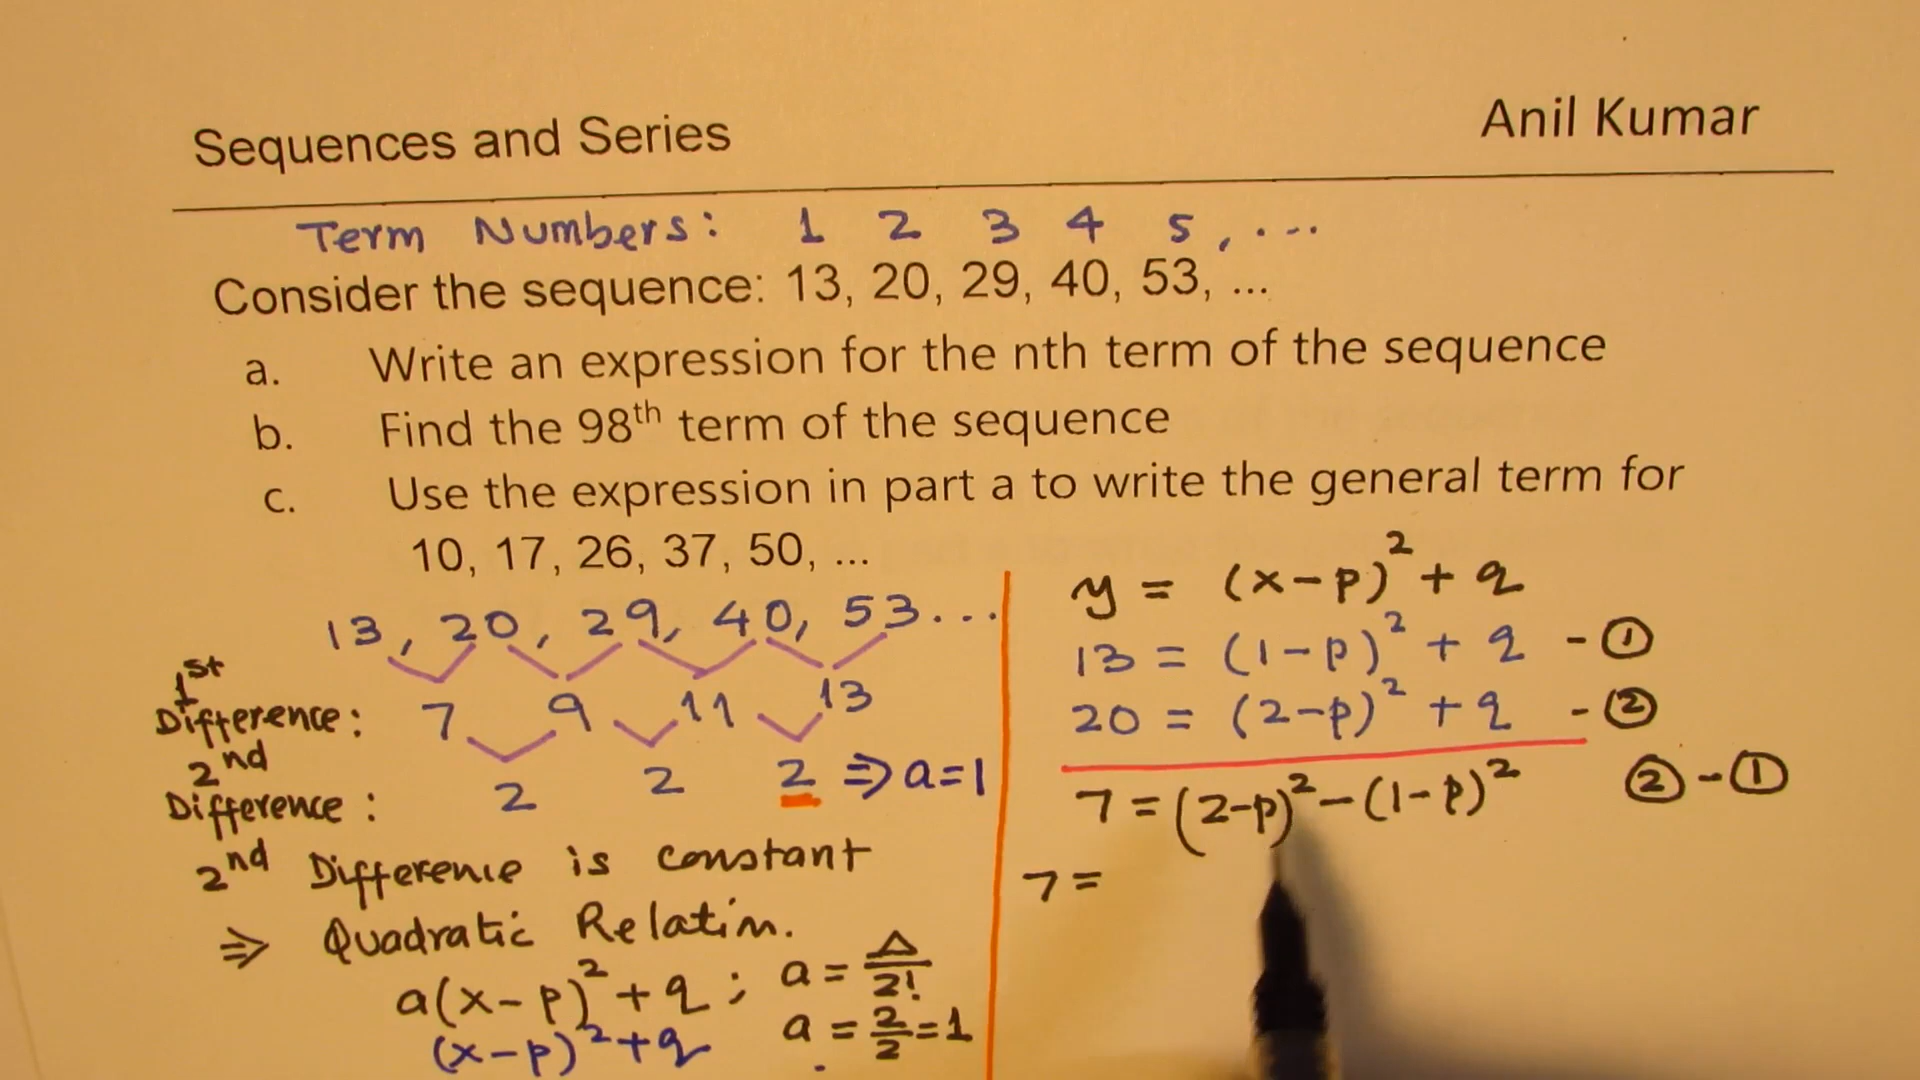 Sequences and Series
Anil Kumar
Term Numbers: 1 2 3 4 5, ...
Consider the sequence: 13, 20, 29, 40, 53, ...
a. Write an expression for the nth term of the sequence
b. Find the 98th term of the sequence
c. Use the expression in part a to write the general term for
10, 17, 26, 37, 50, ...
13, 20, 29, 40, 53...
1st
Difference: 7 9 11 13
2nd
Difference: 2 2 2 ⇒ a=1
2nd Difference is constant
⇒ Quadratic Relatin.
a(x-p)²+q ; a = Δ/2!
(x-p)²+q a = 2/2 = 1
y = (x-p)² + q
13 = (1-p)² + q - ①
20 = (2-p)² + q - ②
7 = (2-p)² - (1-p)² ② - ①
7 =